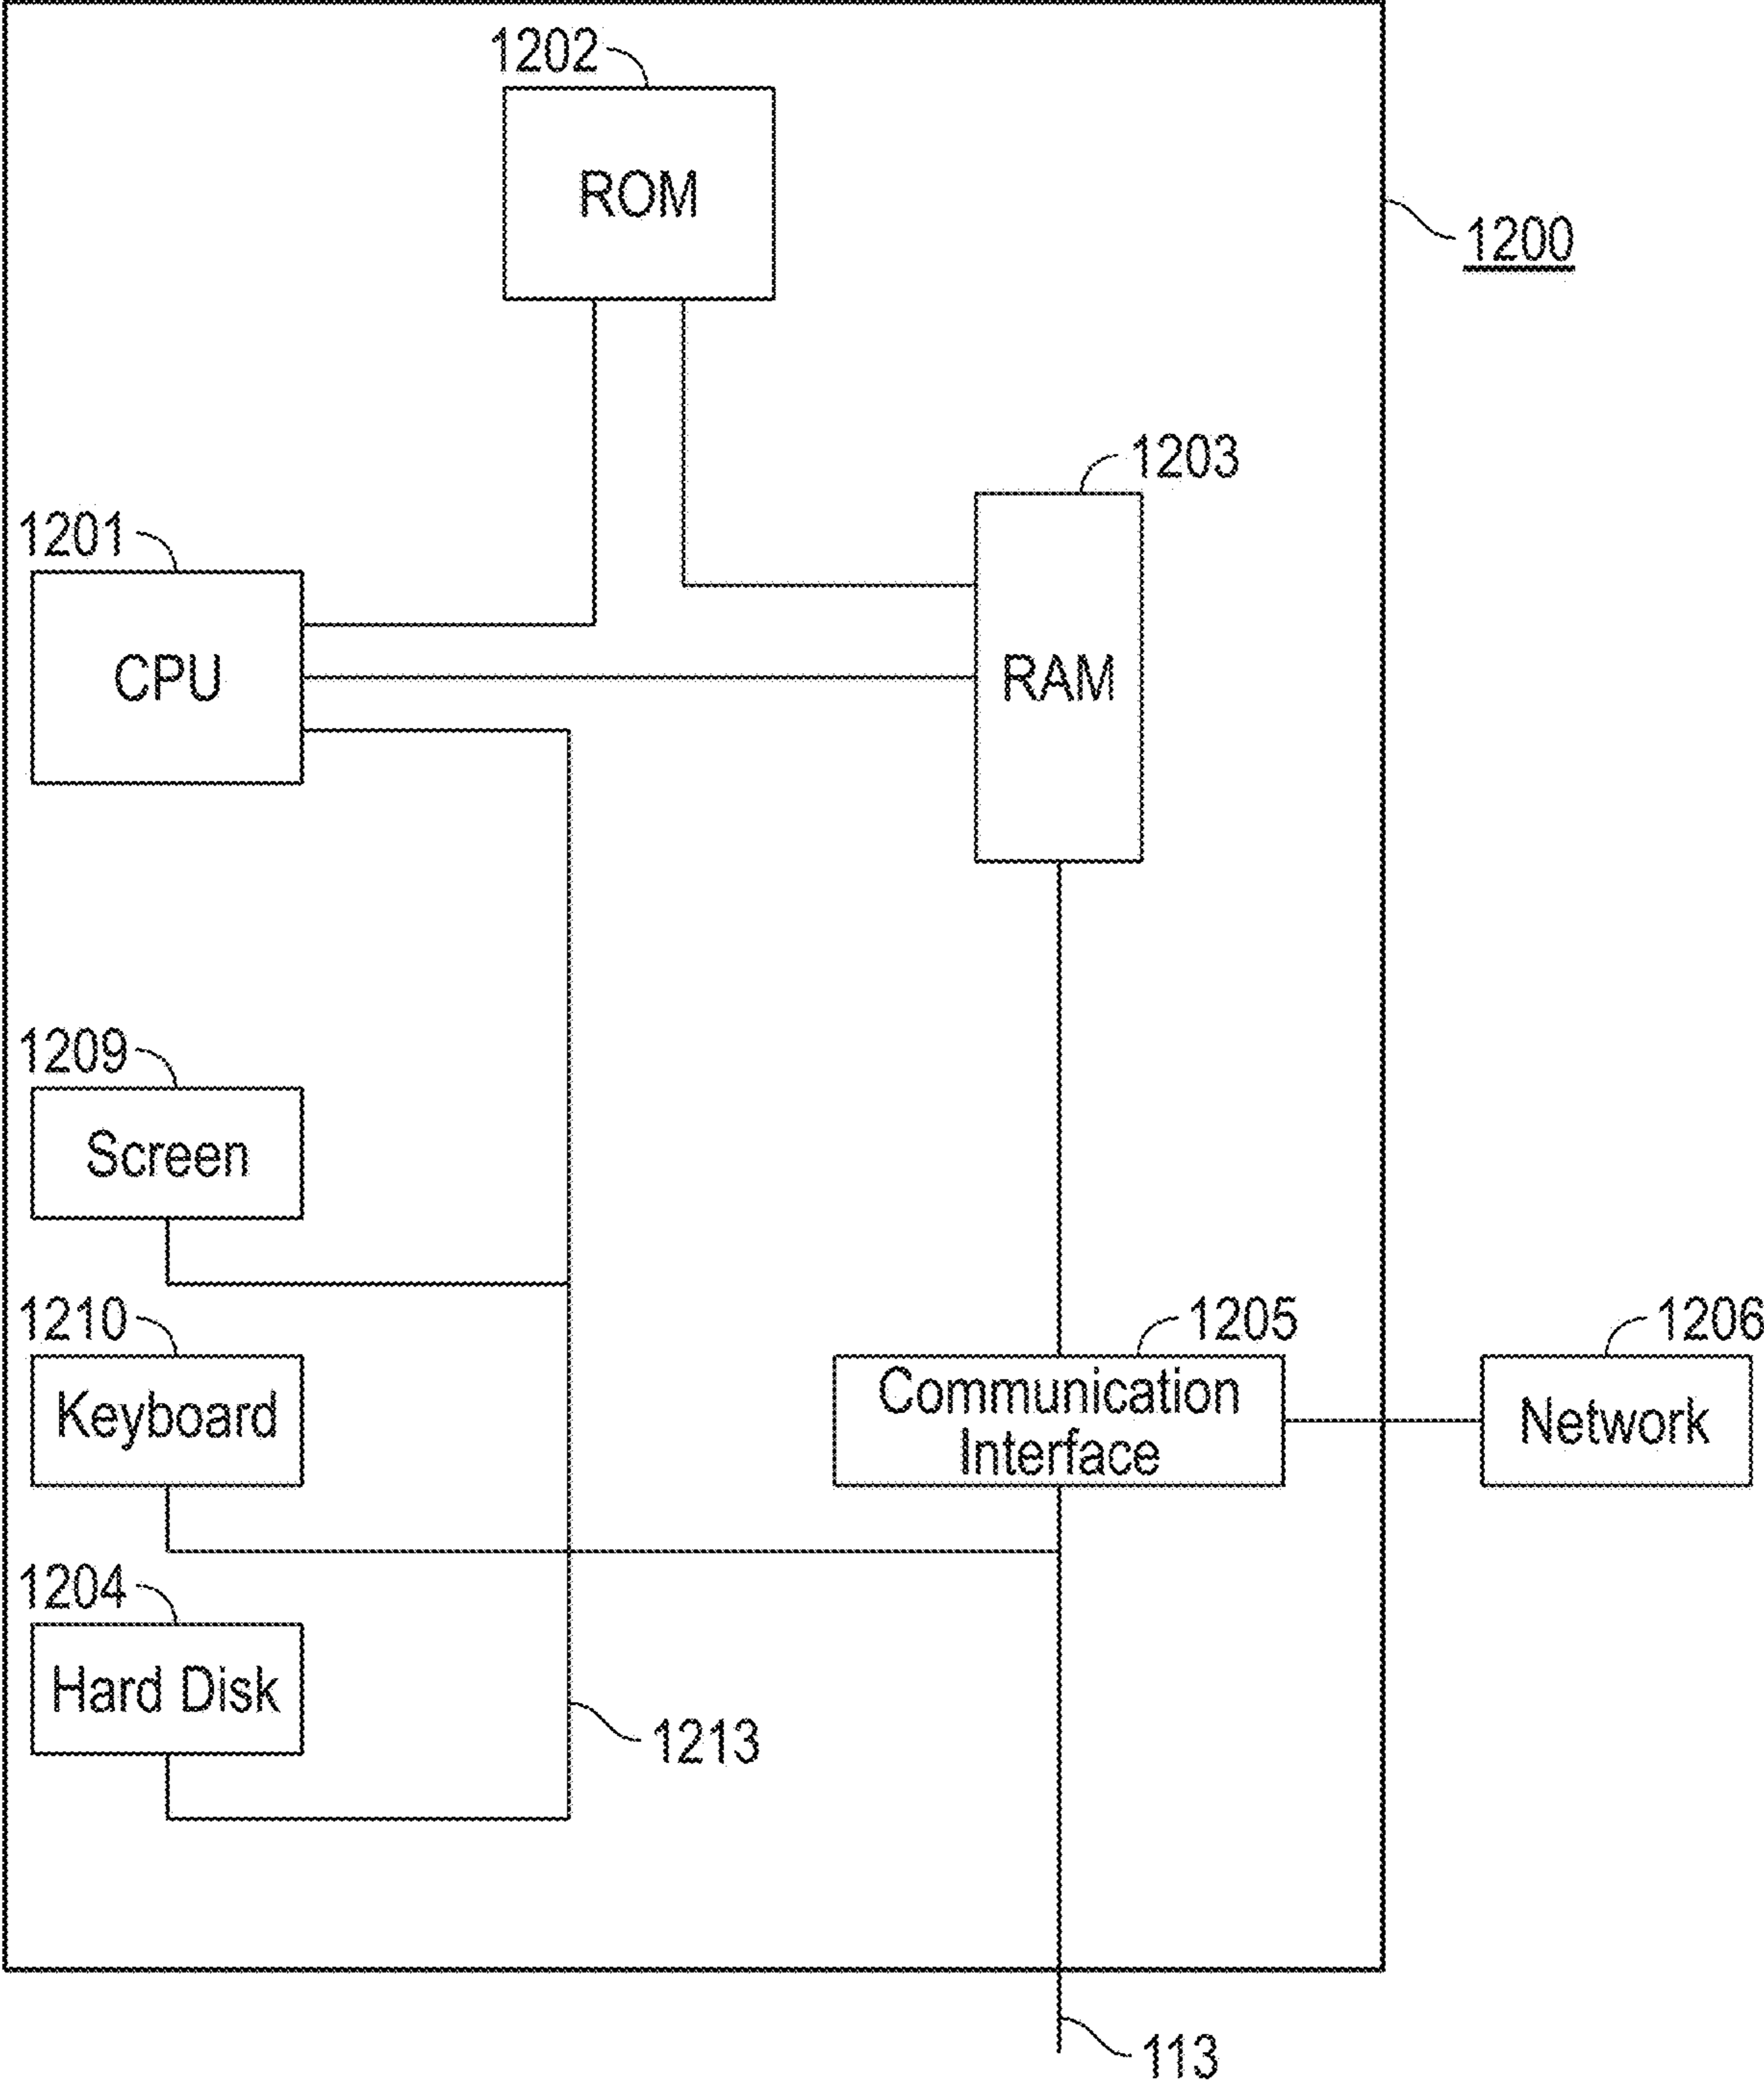 1202
ROM
1200
1203
1201
RAM
CPU
1209
Screen
1210
1205
1206
Keyboard
Communication
Interface
Network
1204
Hard Disk
1213
113